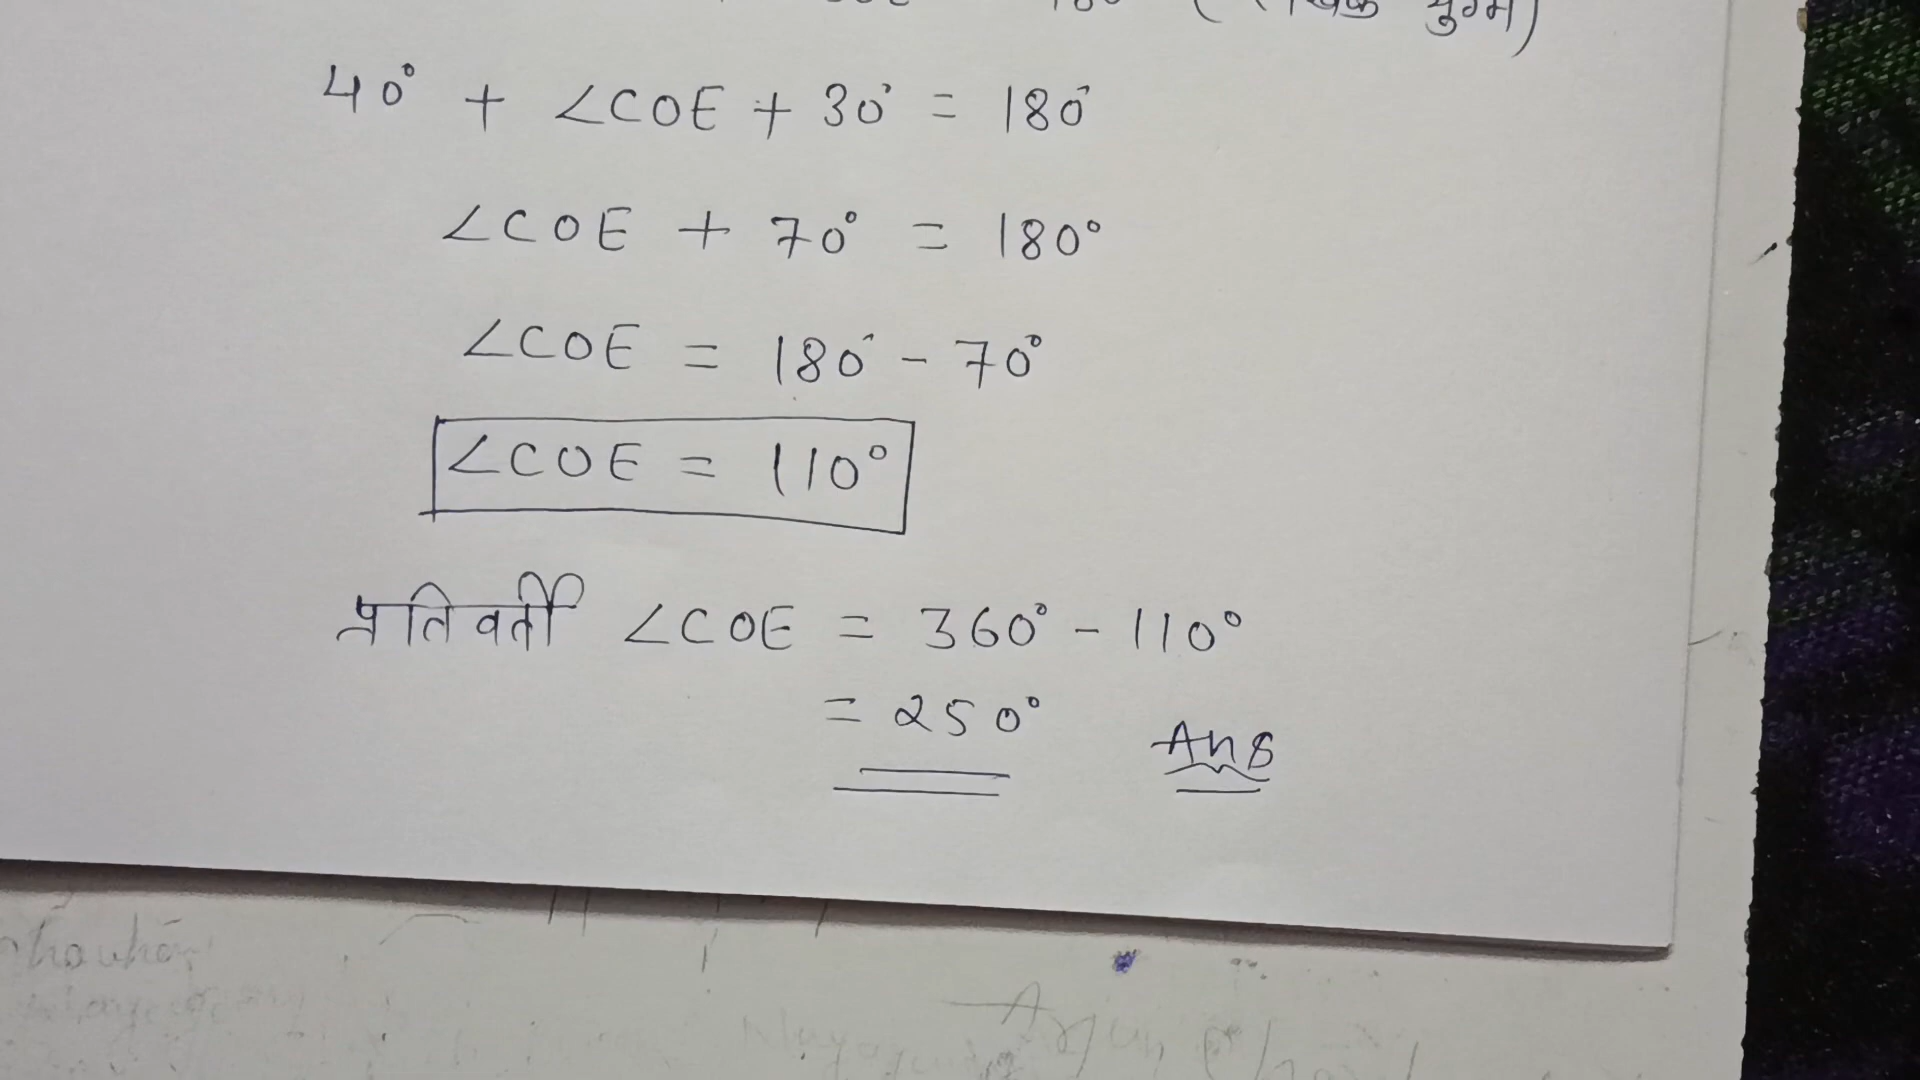 (रैखिक युग्म)
40° + ∠COE + 30° = 180°
∠COE + 70° = 180°
∠COE = 180° - 70°
∠COE = 110°
प्रतिवर्ती ∠COE = 360° - 110°
= 250° Ans